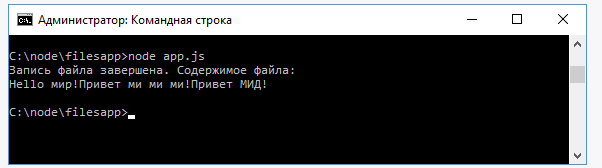 Администратор: Командная строка
C:\node\filesapp>node app.js
Запись файла завершена. Содержимое файла:
Hello мир!Привет ми ми ми!Привет МИД!
C:\node\filesapp>